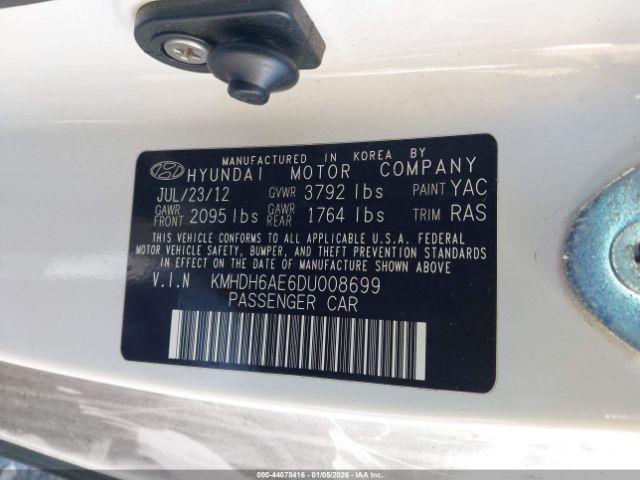 MANUFACTURED IN KOREA BY
HYUNDAI MOTOR COMPANY
JUL/23/12 GVWR 3792 lbs PAINT YAC
GAWR FRONT 2095 lbs GAWR REAR 1764 lbs TRIM RAS
THIS VEHICLE CONFORMS TO ALL APPLICABLE U.S.A. FEDERAL
MOTOR VEHICLE SAFETY, BUMPER, AND THEFT PREVENTION STANDARDS
IN EFFECT ON THE DATE OF MANUFACTURE SHOWN ABOVE.
V.I.N KMHDH6AE6DU008699
PASSENGER CAR
000-44078416 - 01/05/2026 - © IAA Holdings, LLC